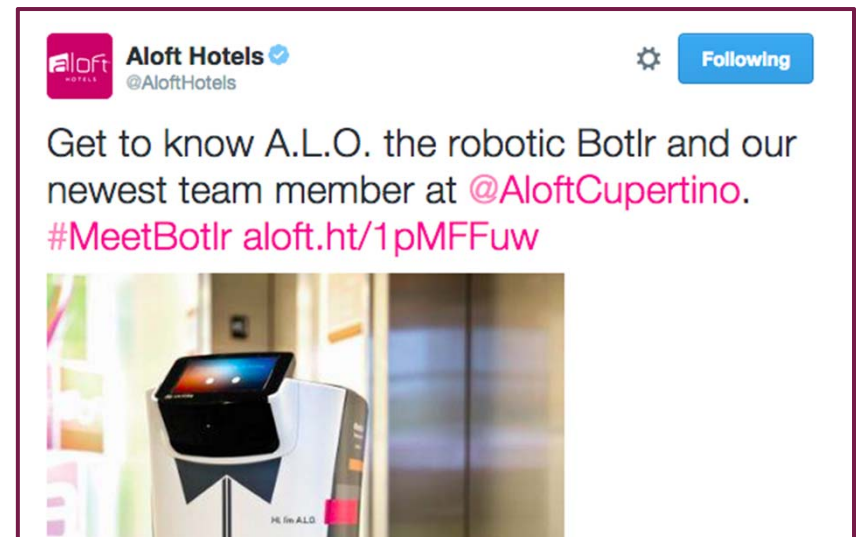 aloft
HOTELS
Aloft Hotels
@AloftHotels
Following
Get to know A.L.O. the robotic Botlr and our
newest team member at @AloftCupertino.
#MeetBotlr aloft.ht/1pMFFuw
Hi, I'm A.L.O.